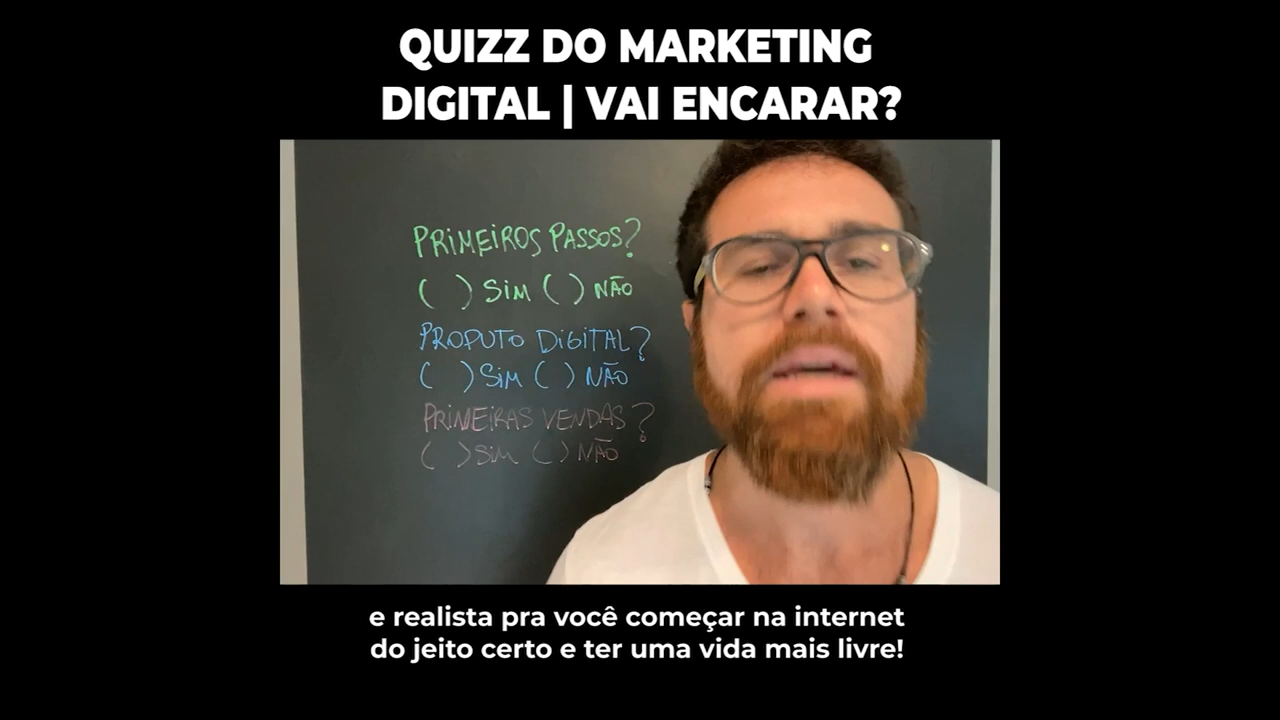 QUIZZ DO MARKETING
DIGITAL | VAI ENCARAR?
PRIMEIROS PASSOS?
( ) SIM ( ) NÃO
PRODUTO DIGITAL?
( ) SIM ( ) NÃO
PRIMEIRAS VENDAS?
( ) SIM ( ) NÃO
e realista pra você começar na internet
do jeito certo e ter uma vida mais livre!